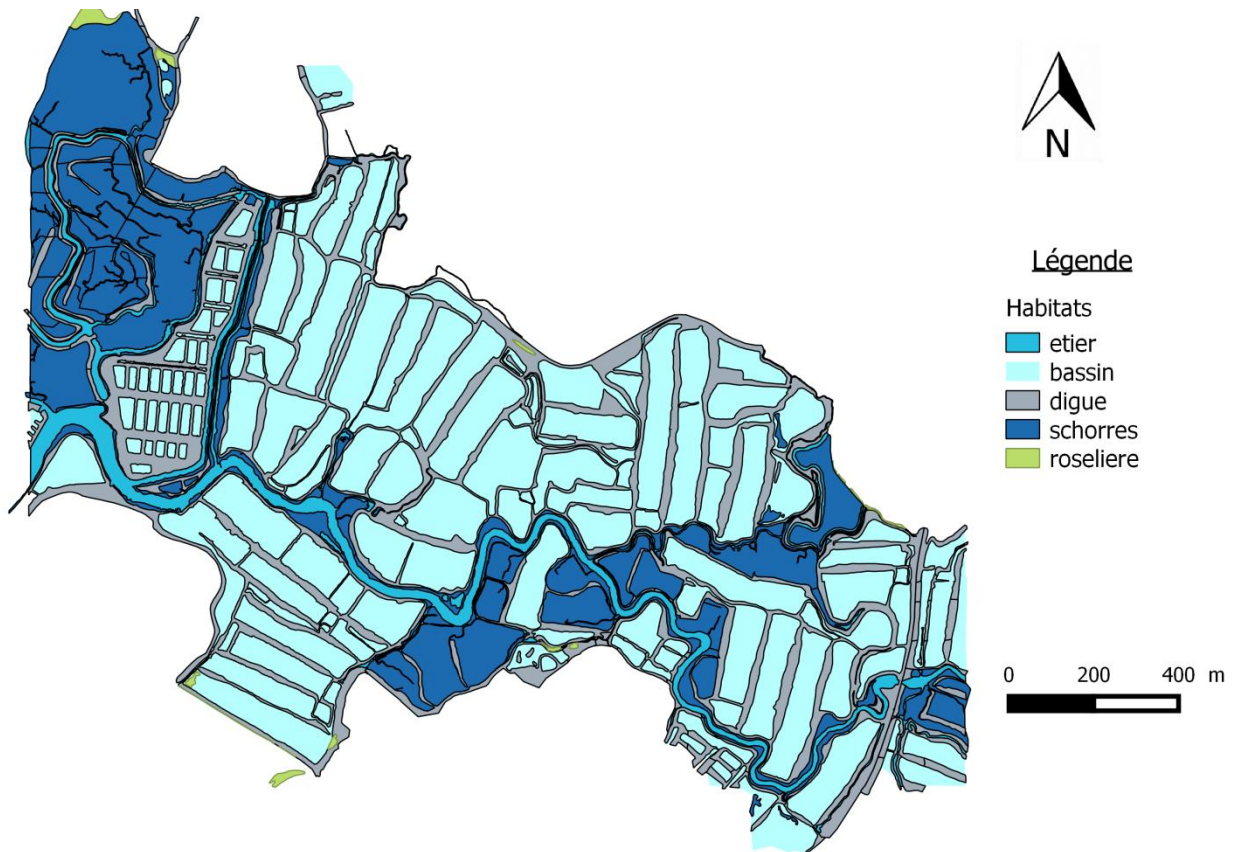 N
Légende
Habitats
etier
bassin
digue
schorres
roseliere
0 200 400 m